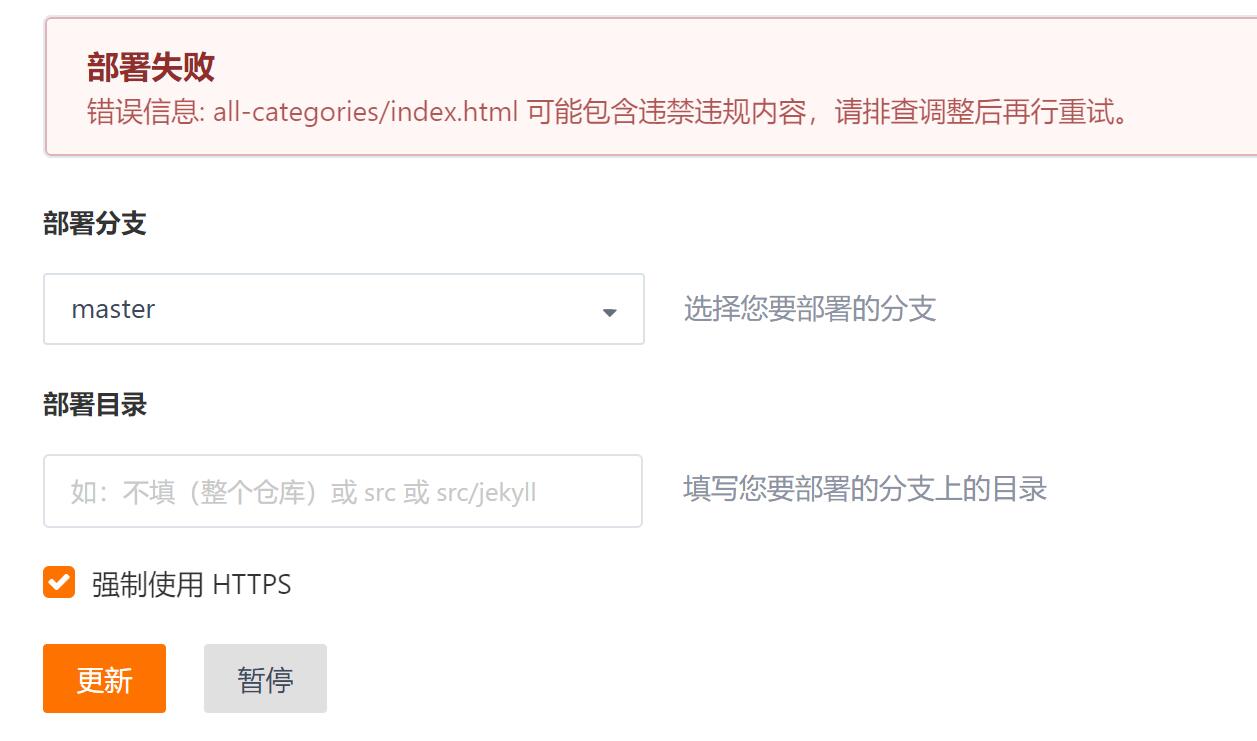 部署失败
错误信息: all-categories/index.html 可能包含违禁违规内容，请排查调整后再行重试。
部署分支
master 选择您要部署的分支
部署目录
如：不填（整个仓库）或 src 或 src/jekyll 填写您要部署的分支上的目录
强制使用 HTTPS
更新 暂停